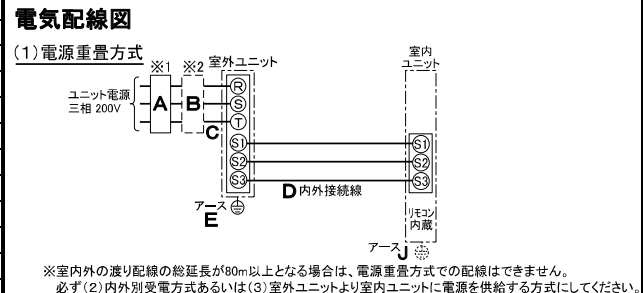 電気配線図
(1)電源重畳方式
※1 ※2 室外ユニット
室内
ユニット
ユニット電源
三相 200V
A
B
C
R
S
T
S1
S2
S3
S1
S2
S3
D 内外接続線
アース
E
リモコン
内蔵
アース J
※室内外の渡り配線の総延長が80m以上となる場合は、電源重畳方式での配線はできません。
必ず(2)内外別受電方式あるいは(3)室外ユニットより室内ユニットに電源を供給する方式にしてください。